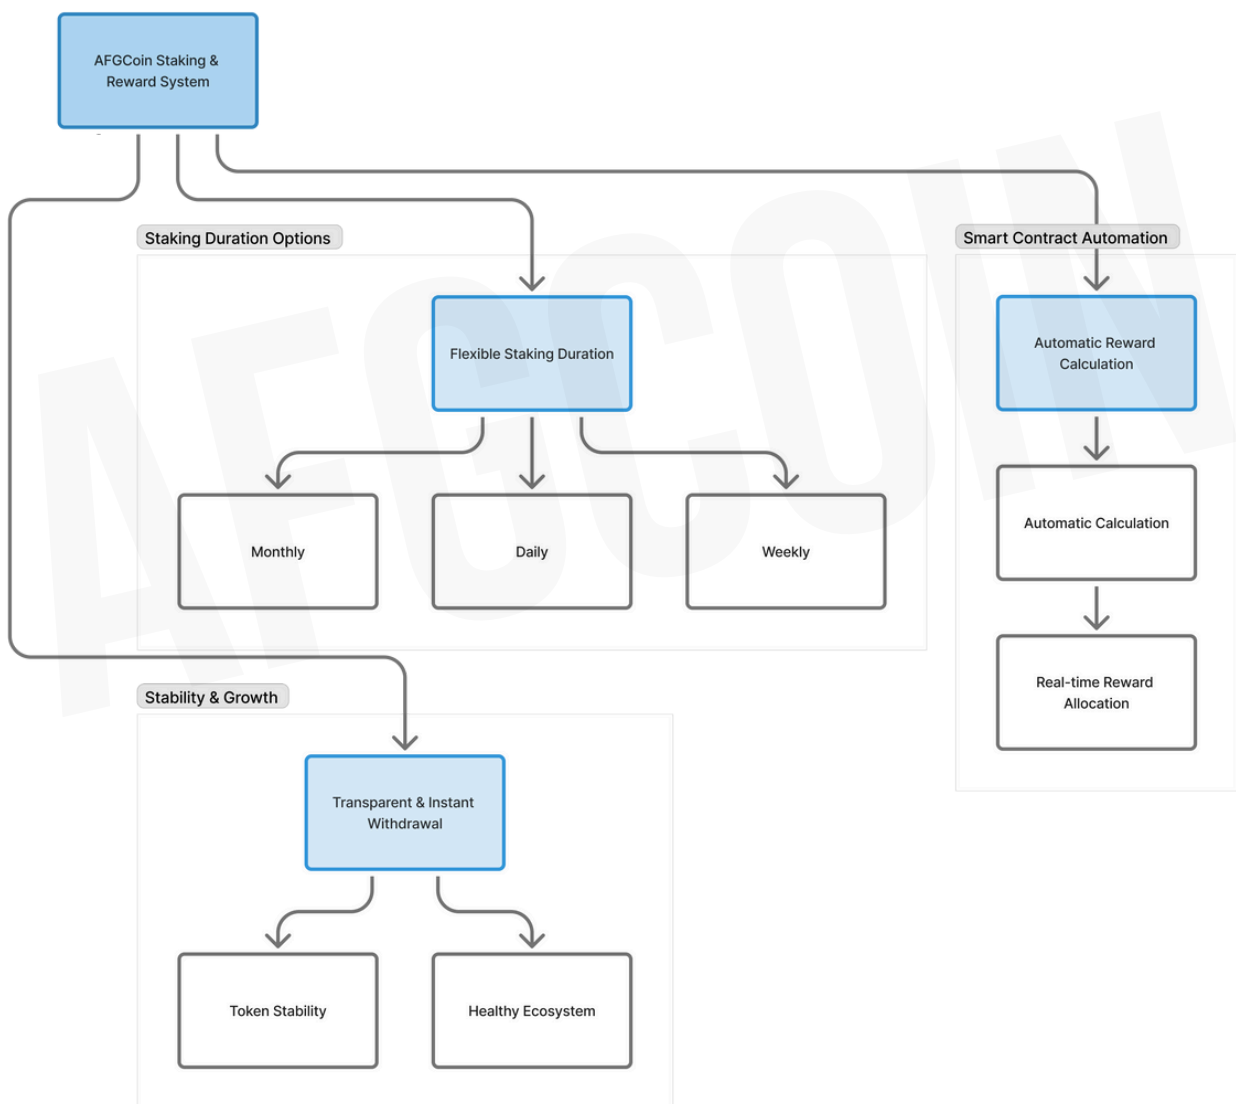 AFGCoin Staking &
Reward System
Staking Duration Options
Smart Contract Automation
Flexible Staking Duration
Automatic Reward
Calculation
Monthly
Daily
Weekly
Automatic Calculation
Real-time Reward
Allocation
Stability & Growth
Transparent & Instant
Withdrawal
Token Stability
Healthy Ecosystem
AFGCOIN